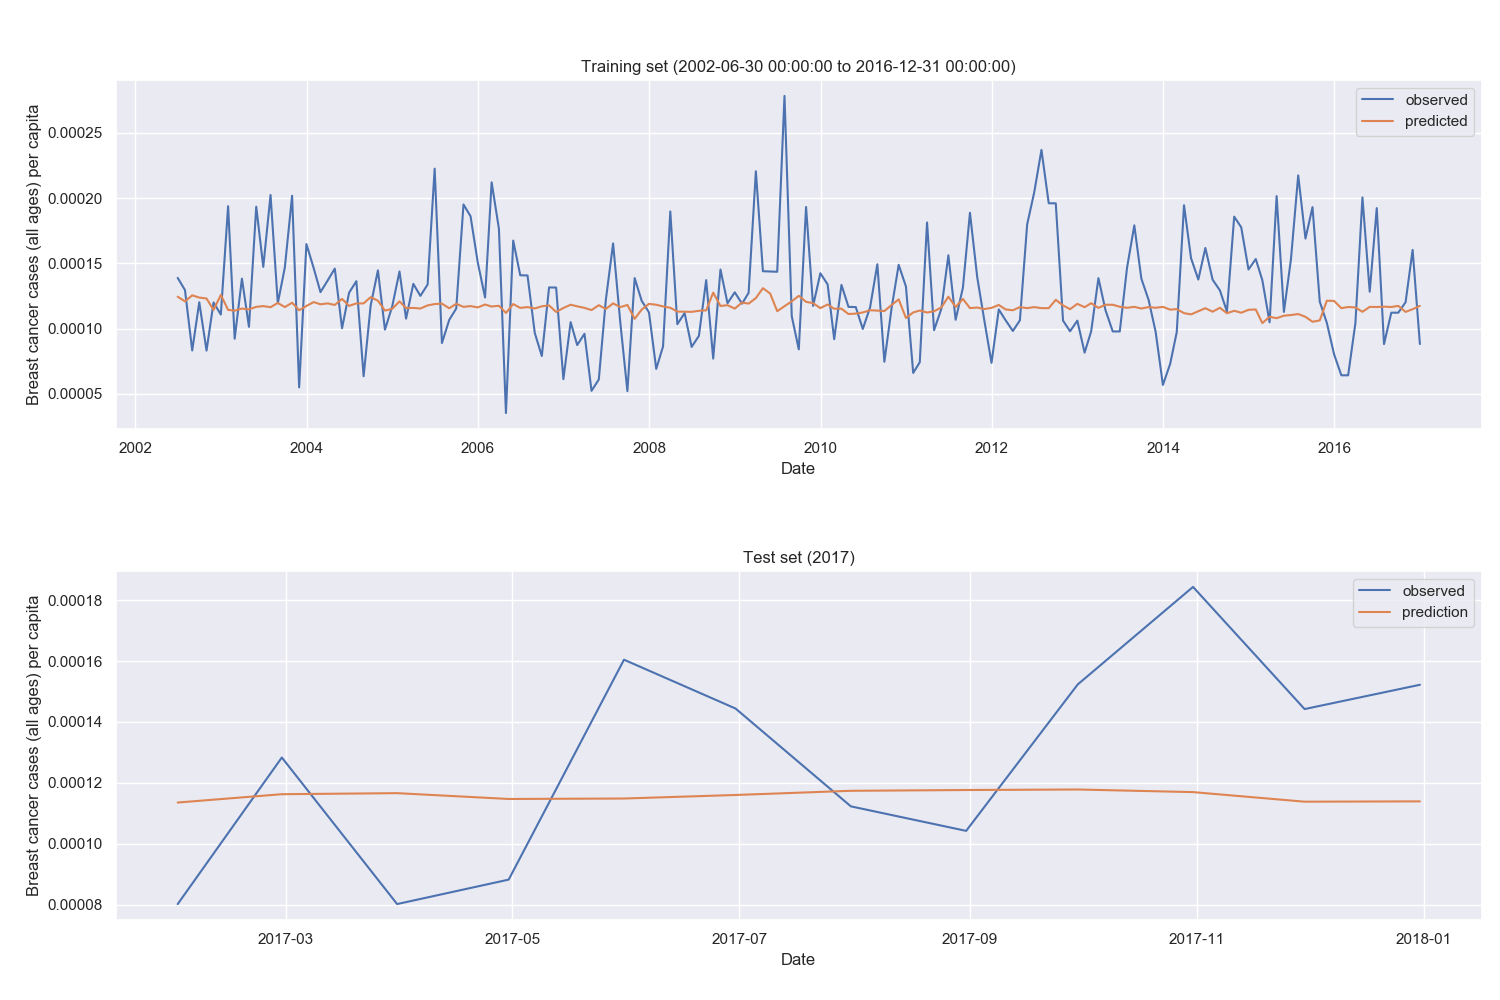 Training set (2002-06-30 00:00:00 to 2016-12-31 00:00:00)
Breast cancer cases (all ages) per capita
0.00025
0.00020
0.00015
0.00010
0.00005
observed
predicted
2002
2004
2006
2008
2010
2012
2014
2016
Date
Test set (2017)
Breast cancer cases (all ages) per capita
0.00018
0.00016
0.00014
0.00012
0.00010
0.00008
observed
prediction
2017-03
2017-05
2017-07
2017-09
2017-11
2018-01
Date